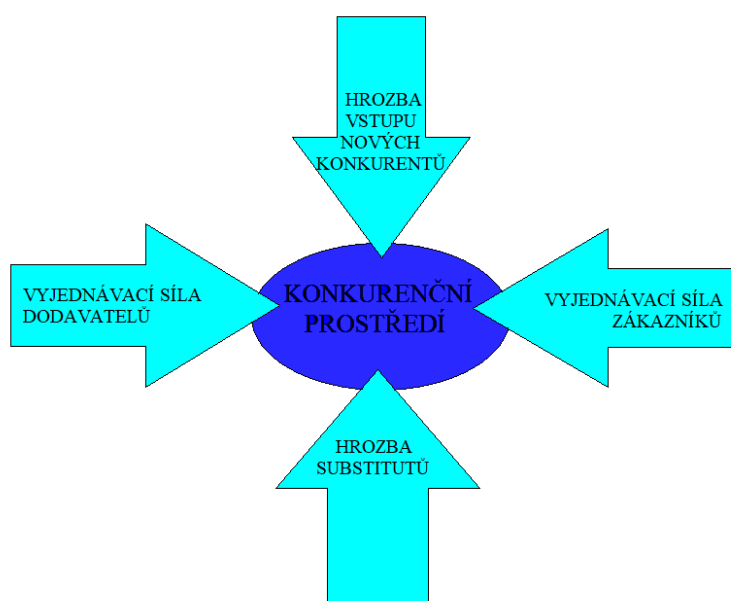 HROZBA
VSTUPU
NOVÝCH
KONKURENTŮ
VYJEDNÁVACÍ SÍLA
DODAVATELŮ
KONKURENČNÍ
PROSTŘEDÍ
VYJEDNÁVACÍ SÍLA
ZÁKAZNÍKŮ
HROZBA
SUBSTITUTŮ